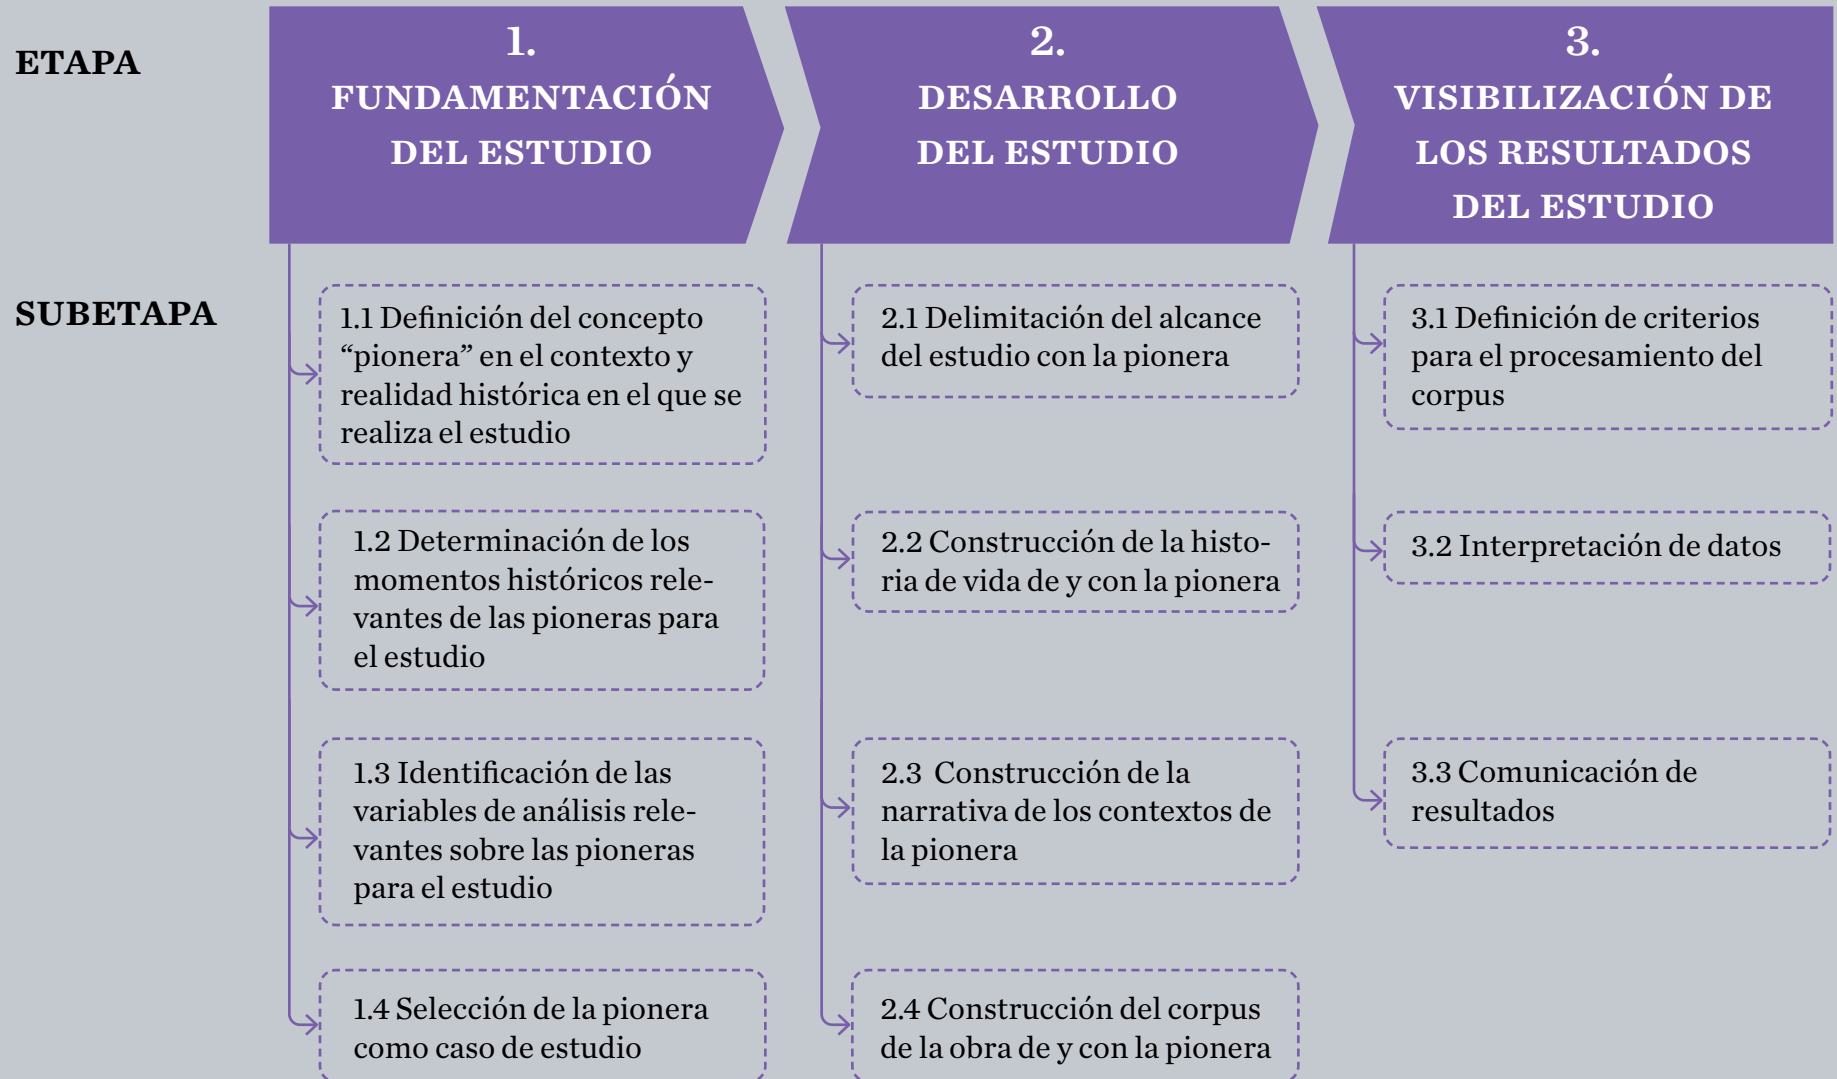 ETAPA
1.
FUNDAMENTACIÓN
DEL ESTUDIO
2.
DESARROLLO
DEL ESTUDIO
3.
VISIBILIZACIÓN DE
LOS RESULTADOS
DEL ESTUDIO
SUBETAPA
1.1 Definición del concepto
“pionera” en el contexto y
realidad histórica en el que se
realiza el estudio
1.2 Determinación de los
momentos históricos rele-
vantes de las pioneras para
el estudio
1.3 Identificación de las
variables de análisis rele-
vantes sobre las pioneras
para el estudio
1.4 Selección de la pionera
como caso de estudio
2.1 Delimitación del alcance
del estudio con la pionera
2.2 Construcción de la histo-
ria de vida de y con la pionera
2.3 Construcción de la
narrativa de los contextos de
la pionera
2.4 Construcción del corpus
de la obra de y con la pionera
3.1 Definición de criterios
para el procesamiento del
corpus
3.2 Interpretación de datos
3.3 Comunicación de
resultados